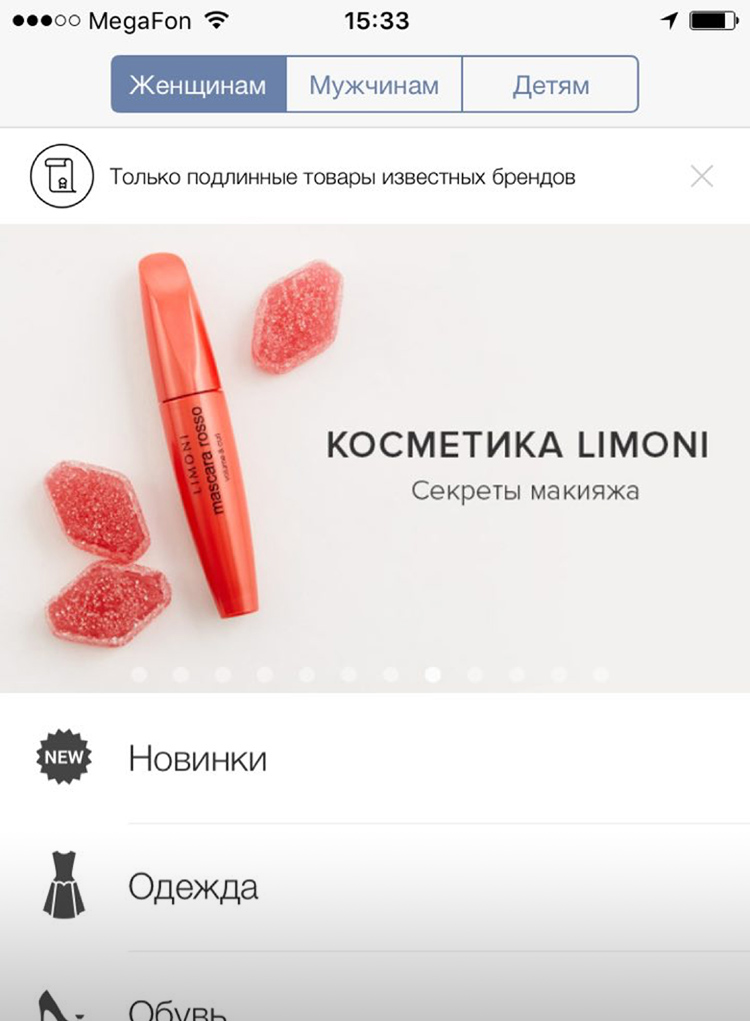 MegaFon 15:33
Женщинам Мужчинам Детям
Только подлинные товары известных брендов
LIMONI
mascara rosso
volume & curl
КОСМЕТИКА LIMONI
Секреты макияжа
NEW Новинки
Одежда
Обувь